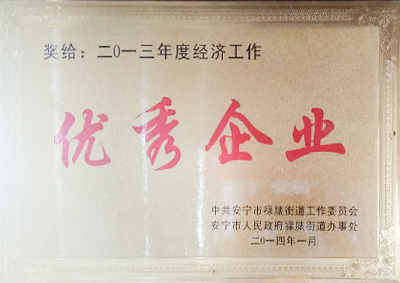 奖给：二0一三年度经济工作
优秀企业
中共安宁市禄脿街道工作委员会
安宁市人民政府禄脿街道办事处
二0一四年一月